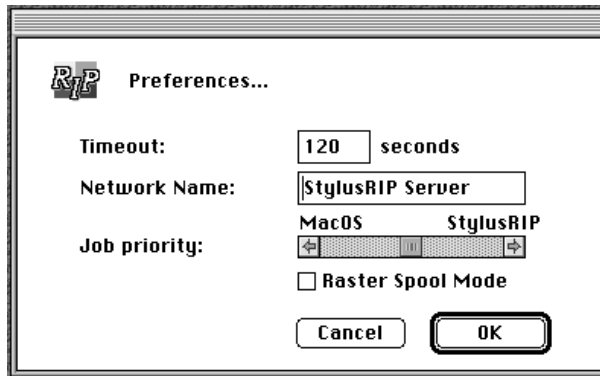 RIP Preferences...
Timeout: 120 seconds
Network Name: StylusRIP Server
MacOS StylusRIP
Job priority:
Raster Spool Mode
Cancel OK